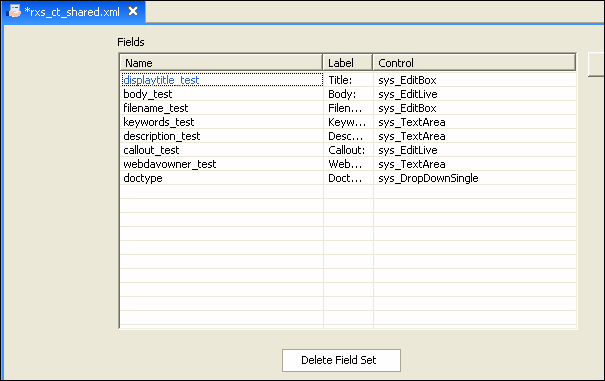 *rxs_ct_shared.xml
Fields
Name Label Control
displaytitle_test Title: sys_EditBox
body_test Body: sys_EditLive
filename_test Filen... sys_EditBox
keywords_test Keyw... sys_TextArea
description_test Desc... sys_TextArea
callout_test Callout: sys_EditLive
webdavowner_test Web... sys_TextArea
doctype Doct... sys_DropDownSingle
Delete Field Set